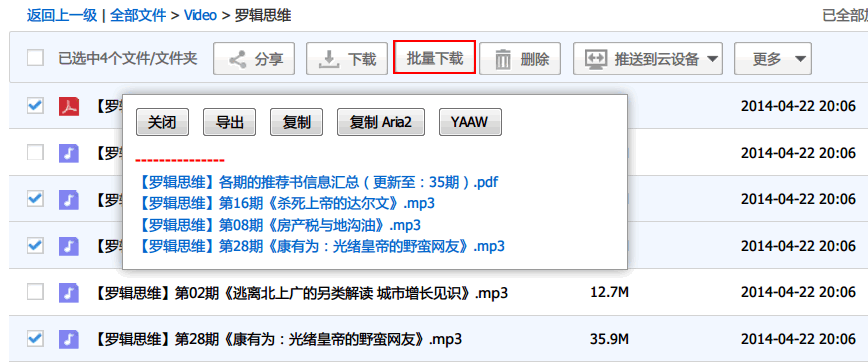 返回上一级 | 全部文件 > Video > 罗辑思维
已全部加
已选中4个文件/文件夹 分享 下载 批量下载 删除 推送到云设备 更多
【罗 2014-04-22 20:06
关闭 导出 复制 复制 Aria2 YAAW
2014-04-22 20:06
---------------
【罗辑思维】各期的推荐书信息汇总（更新至：35期）.pdf
【罗辑思维】第16期《杀死上帝的达尔文》.mp3 2014-04-22 20:06
【罗辑思维】第08期《房产税与地沟油》.mp3
【罗辑思维】第28期《康有为：光绪皇帝的野蛮网友》.mp3 2014-04-22 20:06
【罗辑思维】第02期《逃离北上广的另类解读 城市增长见识》.mp3 12.7M 2014-04-22 20:06
【罗辑思维】第28期《康有为：光绪皇帝的野蛮网友》.mp3 35.9M 2014-04-22 20:06